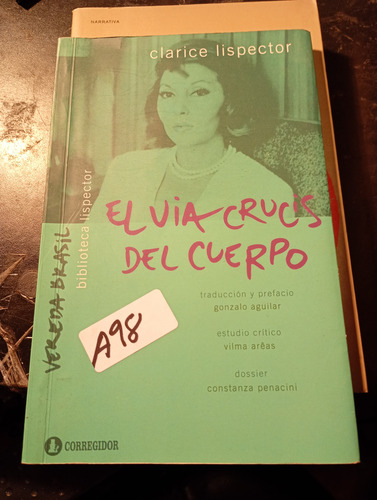 NARRATIVA
clarice lispector
EL VIA CRUCIS
DEL CUERPO
traducción y prefacio
gonzalo aguilar
estudio crítico
vilma arêas
dossier
constanza penacini
biblioteca lispector
VEREDA BRASIL
A98
CORREGIDOR